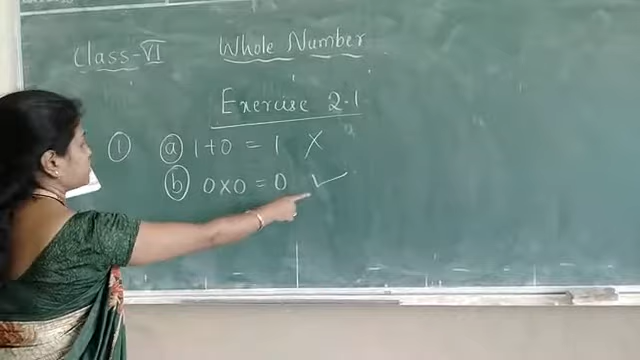 Class-VI Whole Number
Exercise 2.1
① ⓐ 1+0 = 1 ✗
ⓑ 0×0 = 0 ✓